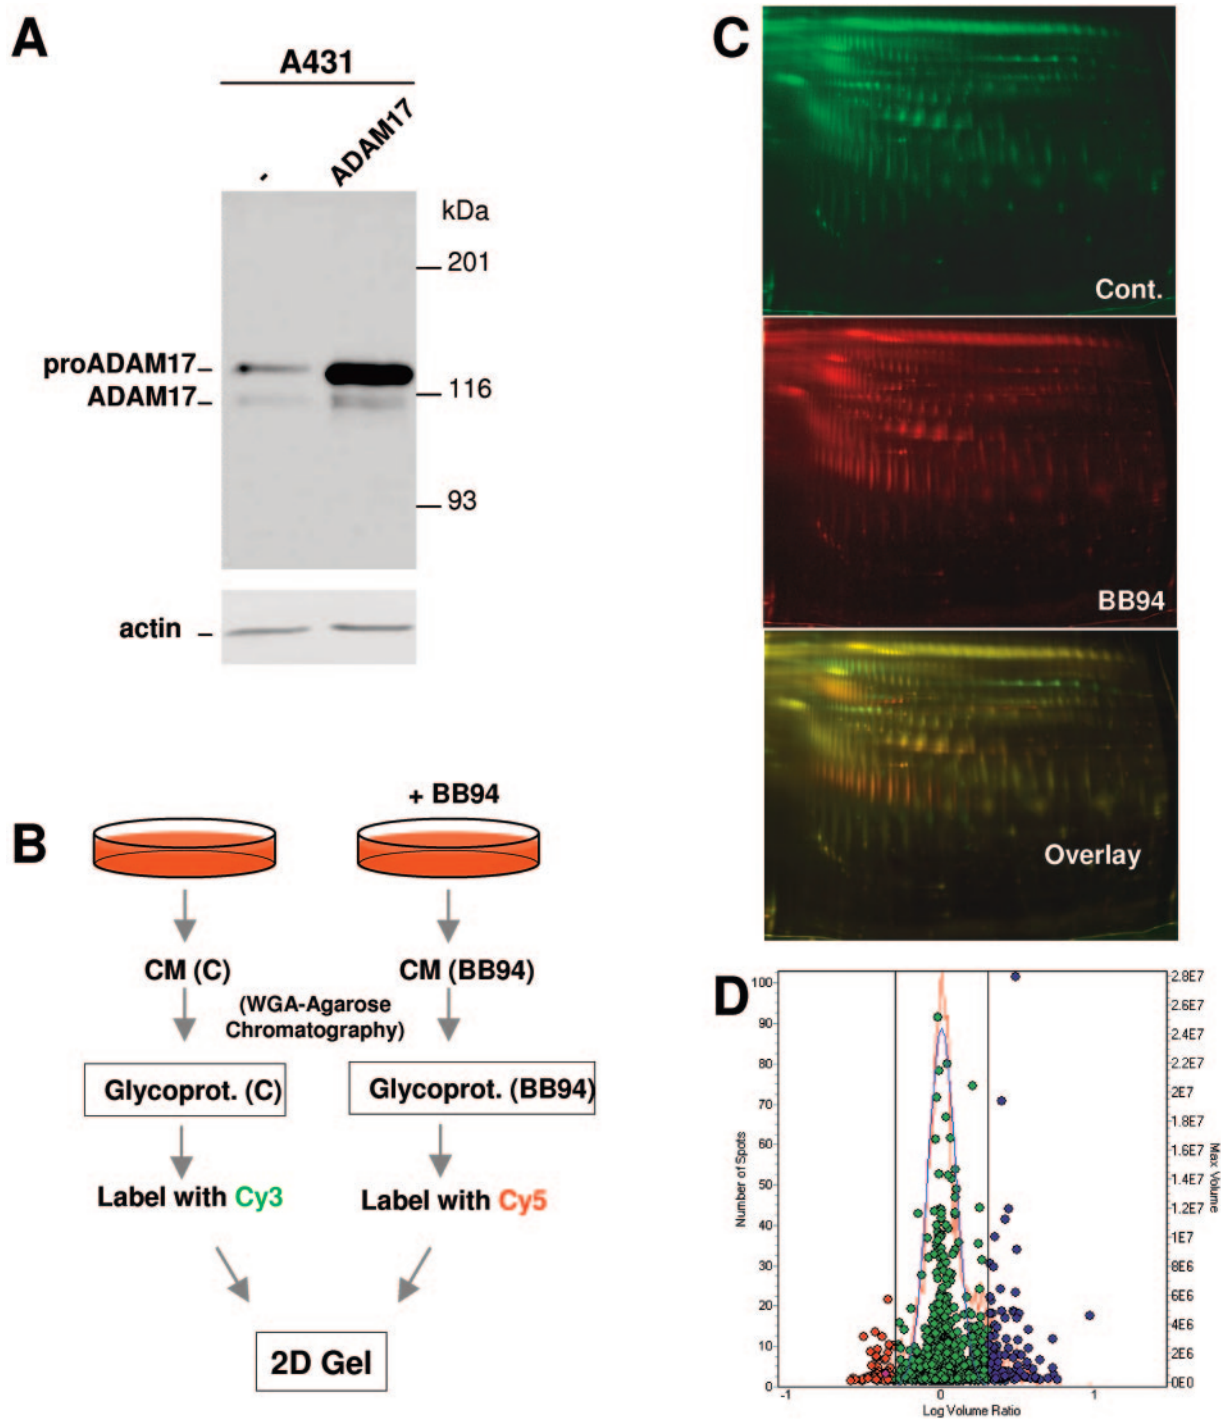 A
A431
-
ADAM17
kDa
201
proADAM17
ADAM17
116
93
actin
B
+ BB94
CM (C)
CM (BB94)
(WGA-Agarose
Chromatography)
Glycoprot. (C)
Glycoprot. (BB94)
Label with Cy3
Label with Cy5
2D Gel
C
Cont.
BB94
Overlay
D
Number of Spots
100
90
80
70
60
50
40
30
20
10
0
-1
0
1
Log Volume Ratio
2.8E7
2.6E7
2.4E7
2.2E7
2E7
1.8E7
1.6E7
1.4E7
1.2E7
1E7
8E6
6E6
4E6
2E6
0E0
Max Volume